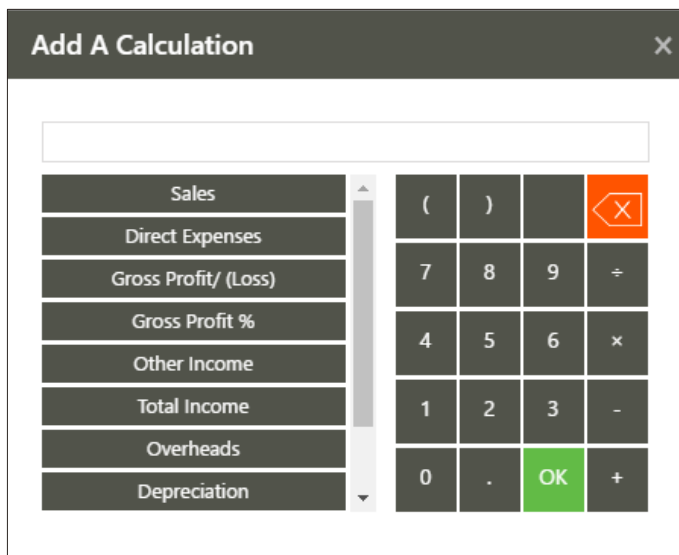 Add A Calculation ×
Sales
Direct Expenses
Gross Profit/ (Loss)
Gross Profit %
Other Income
Total Income
Overheads
Depreciation
( )
7 8 9 ÷
4 5 6 ×
1 2 3 -
0 . OK +